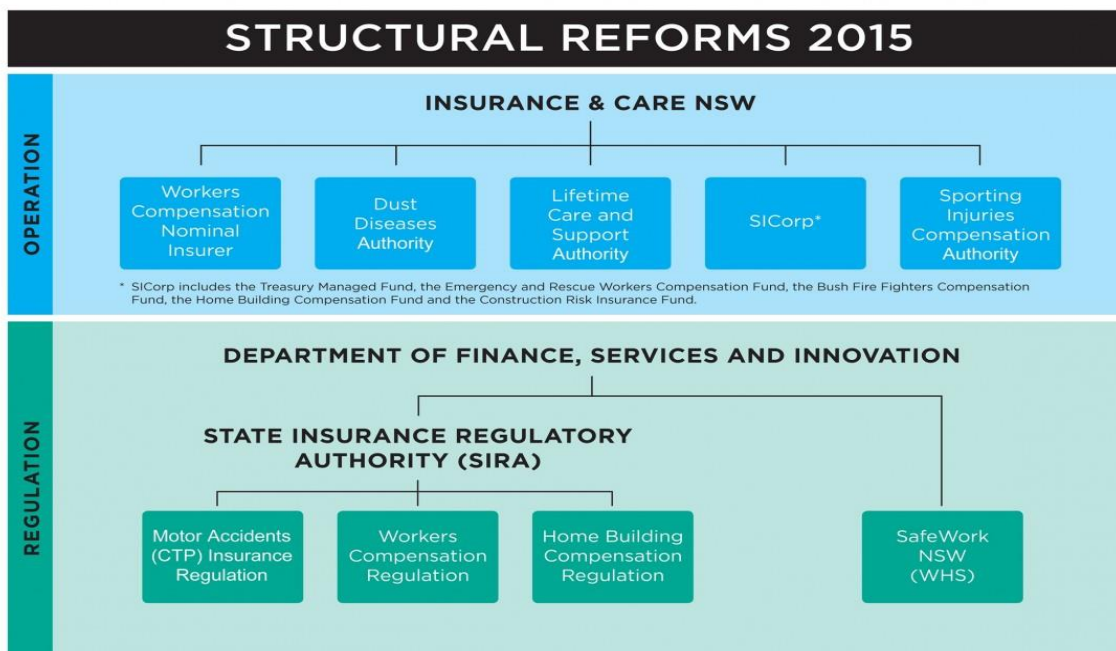 STRUCTURAL REFORMS 2015
OPERATION
INSURANCE & CARE NSW
Workers
Compensation
Nominal
Insurer
Dust
Diseases
Authority
Lifetime
Care and
Support
Authority
SICorp*
Sporting
Injuries
Compensation
Authority
* SICorp includes the Treasury Managed Fund, the Emergency and Rescue Workers Compensation Fund, the Bush Fire Fighters Compensation
Fund, the Home Building Compensation Fund and the Construction Risk Insurance Fund.
REGULATION
DEPARTMENT OF FINANCE, SERVICES AND INNOVATION
STATE INSURANCE REGULATORY
AUTHORITY (SIRA)
Motor Accidents
(CTP) Insurance
Regulation
Workers
Compensation
Regulation
Home Building
Compensation
Regulation
SafeWork
NSW
(WHS)